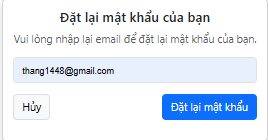 Đặt lại mật khẩu của bạn
Vui lòng nhập lại email để đặt lại mật khẩu của bạn.
thang1448@gmail.com
Hủy
Đặt lại mật khẩu